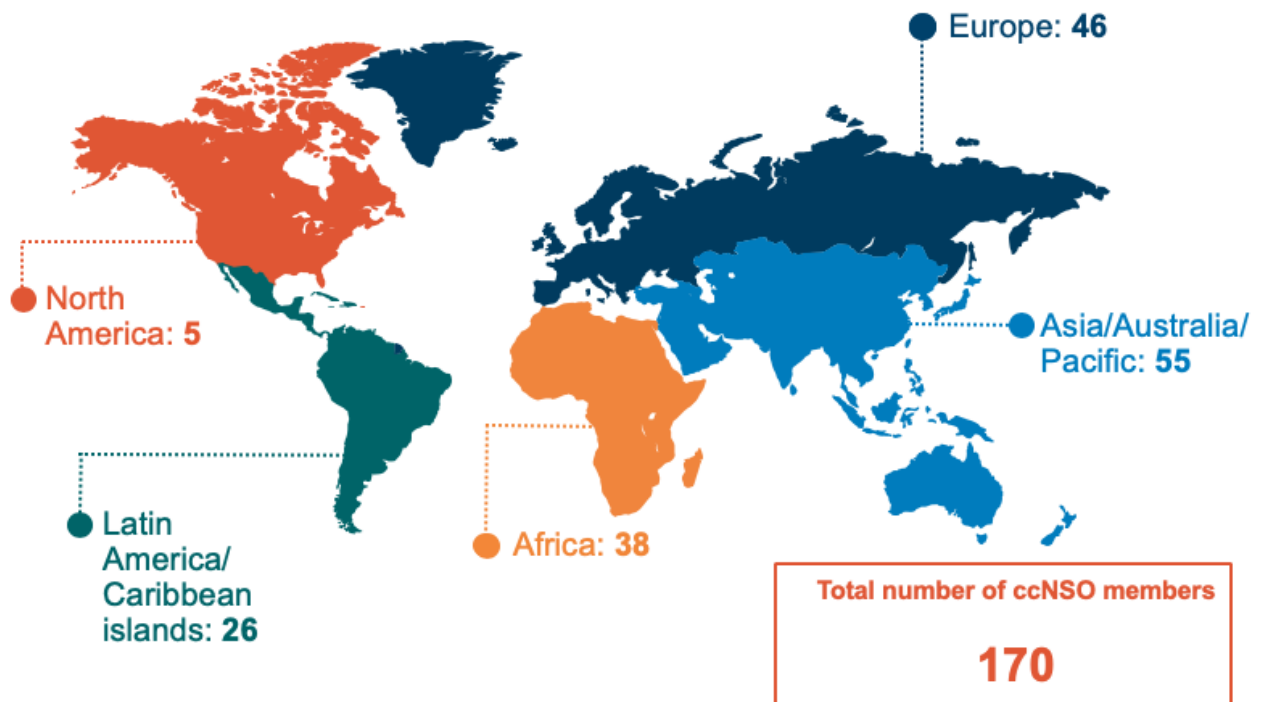 Europe: 46
North
America: 5
Asia/Australia/
Pacific: 55
Latin
America/
Caribbean
islands: 26
Africa: 38
Total number of ccNSO members
170